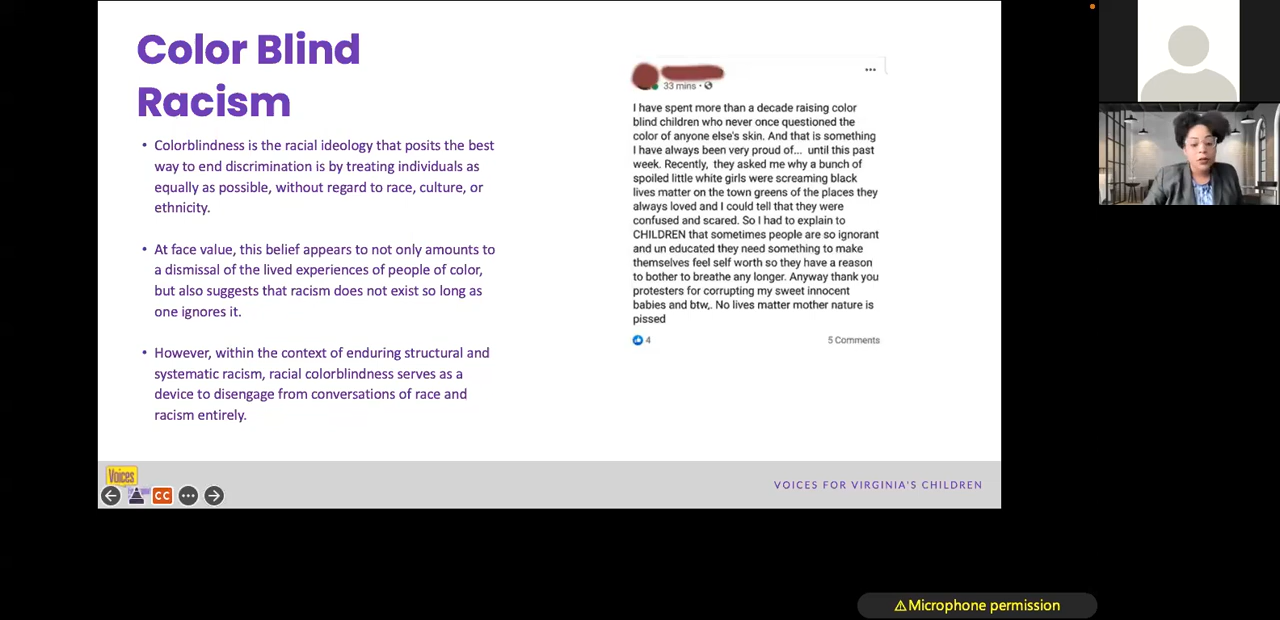 Color Blind
Racism
• Colorblindness is the racial ideology that posits the best
way to end discrimination is by treating individuals as
equally as possible, without regard to race, culture, or
ethnicity.
• At face value, this belief appears to not only amounts to
a dismissal of the lived experiences of people of color,
but also suggests that racism does not exist so long as
one ignores it.
• However, within the context of enduring structural and
systematic racism, racial colorblindness serves as a
device to disengage from conversations of race and
racism entirely.
33 mins
I have spent more than a decade raising color
blind children who never once questioned the
color of anyone else's skin. And that is something
I have always been very proud of... until this past
week. Recently, they asked me why a bunch of
spoiled little white girls were screaming black
lives matter on the town greens of the places they
always loved and I could tell that they were
confused and scared. So I had to explain to
CHILDREN that sometimes people are so ignorant
and un educated they need something to make
themselves feel self worth so they have a reason
to bother to breathe any longer. Anyway thank you
protesters for corrupting my sweet innocent
babies and btw,. No lives matter mother nature is
pissed
4
5 Comments
Voices
CC
VOICES FOR VIRGINIA'S CHILDREN
Microphone permission